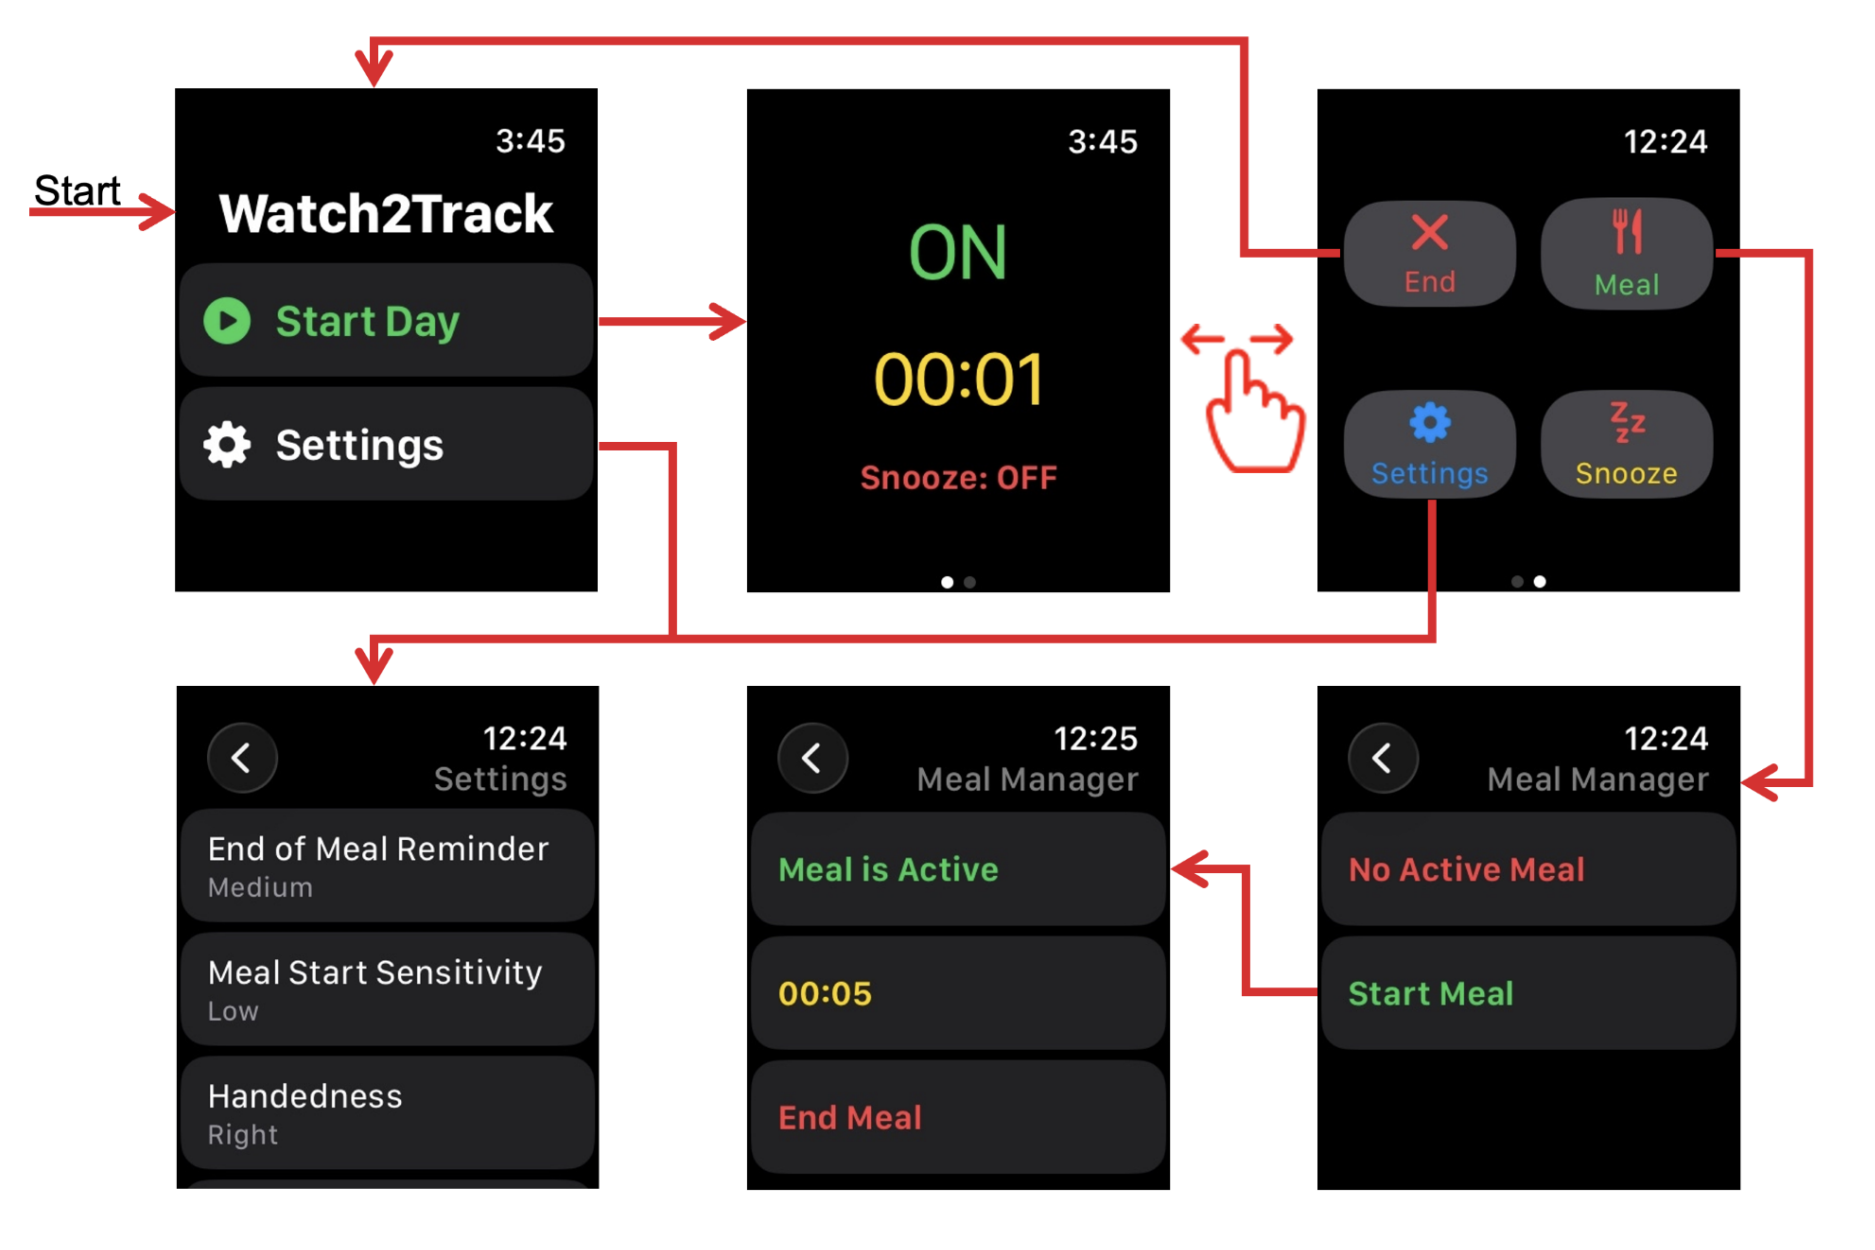 Start
3:45
Watch2Track
Start Day
Settings
3:45
ON
00:01
Snooze: OFF
12:24
End
Meal
Settings
Snooze
12:24
Settings
End of Meal Reminder
Medium
Meal Start Sensitivity
Low
Handedness
Right
12:25
Meal Manager
Meal is Active
00:05
End Meal
12:24
Meal Manager
No Active Meal
Start Meal